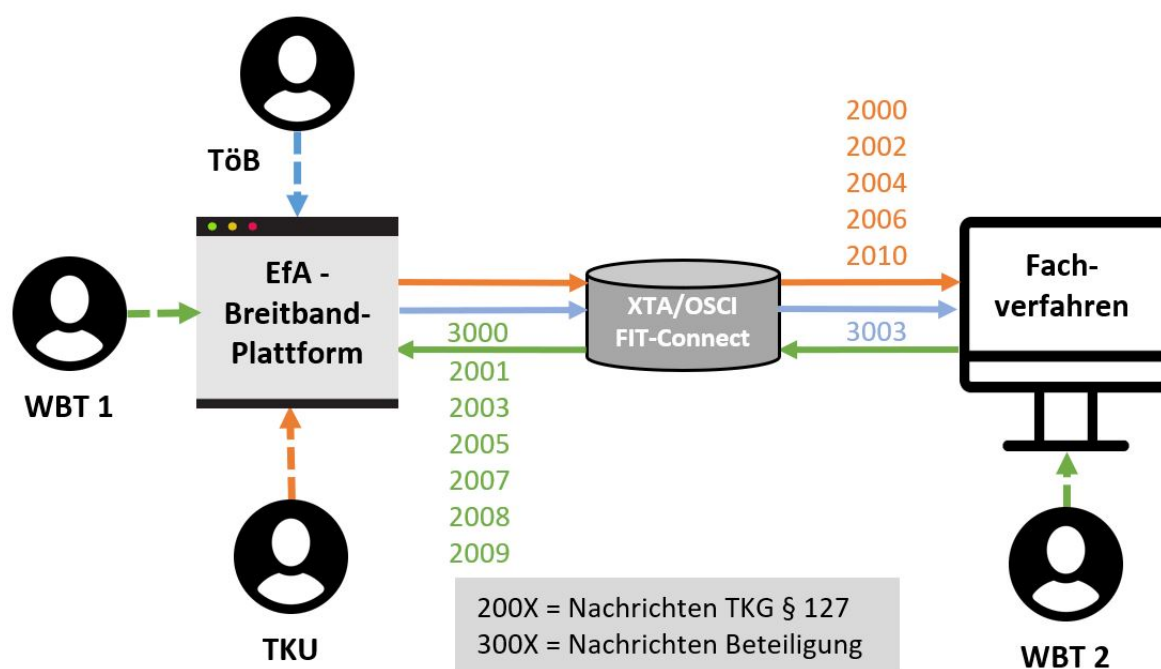 TöB
EfA -
Breitband-
Plattform
WBT 1
TKU
XTA/OSCI
FIT-Connect
2000
2002
2004
2006
2010
3003
Fach-
verfahren
3000
2001
2003
2005
2007
2008
2009
WBT 2
200X = Nachrichten TKG § 127
300X = Nachrichten Beteiligung